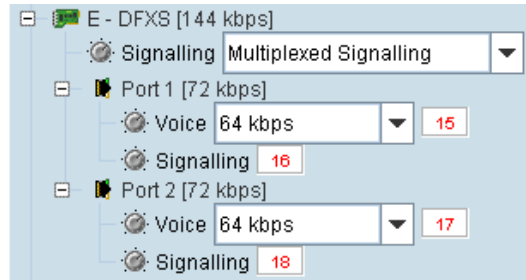 E - DFXS [144 kbps]
Signalling Multiplexed Signalling
Port 1 [72 kbps]
Voice 64 kbps 15
Signalling 16
Port 2 [72 kbps]
Voice 64 kbps 17
Signalling 18